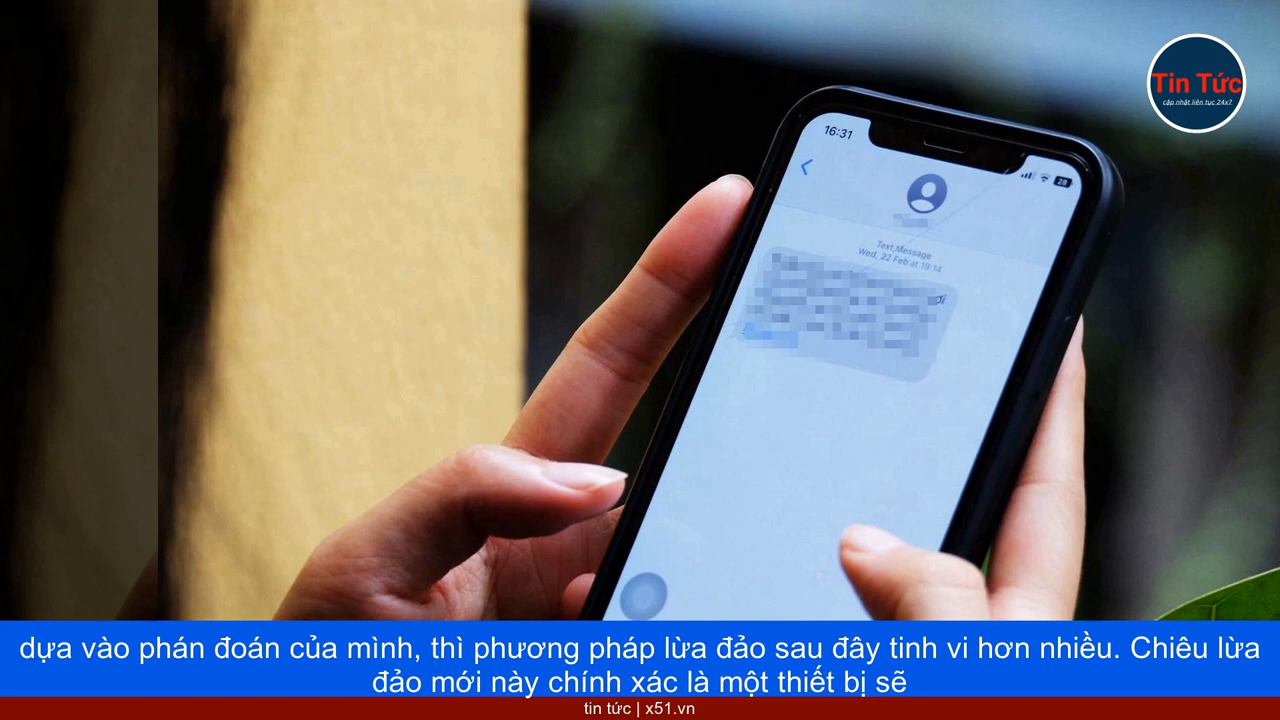 Tin Tức
cập.nhật.liên.tục.24x7
16:31
28
Text Message
Wed, 22 Feb at 19:14
dựa vào phán đoán của mình, thì phương pháp lừa đảo sau đây tinh vi hơn nhiều. Chiêu lừa
đảo mới này chính xác là một thiết bị sẽ
tin tức | x51.vn